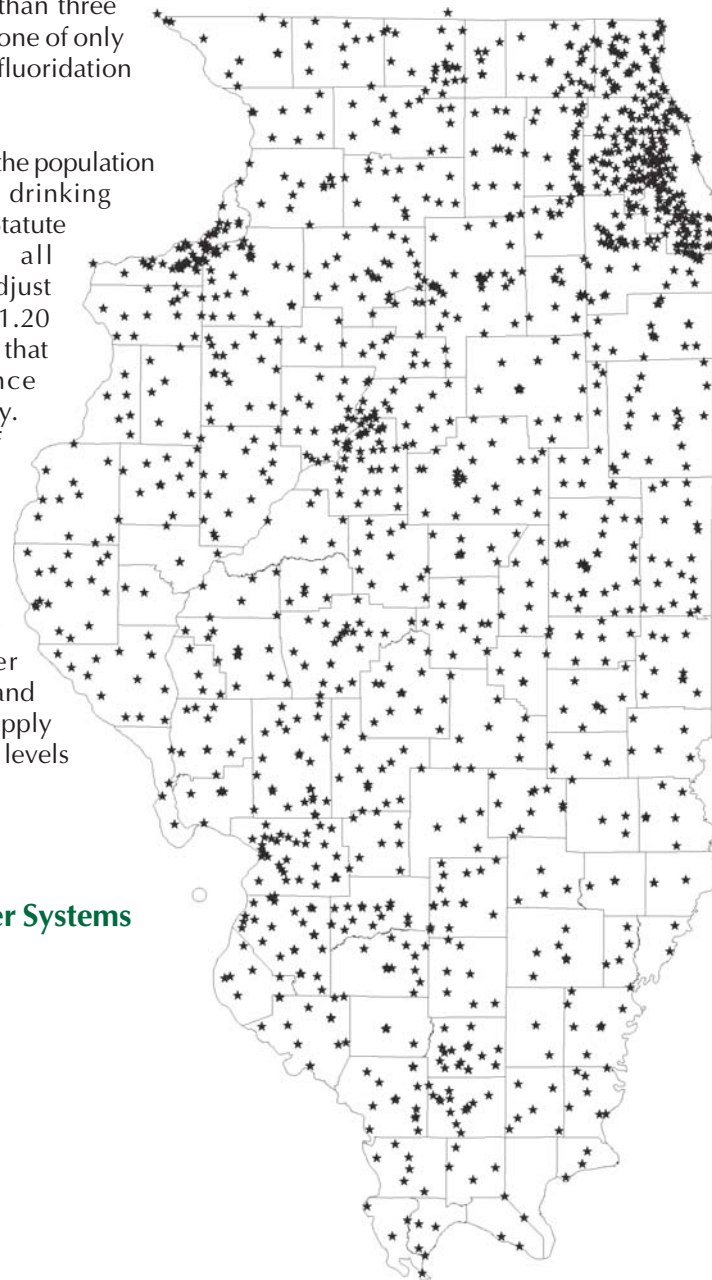 than three
one of only
fluoridation
the population
drinking
Statute
all
djust
1.20
that
nce
y.
er
and
pply
levels
er Systems